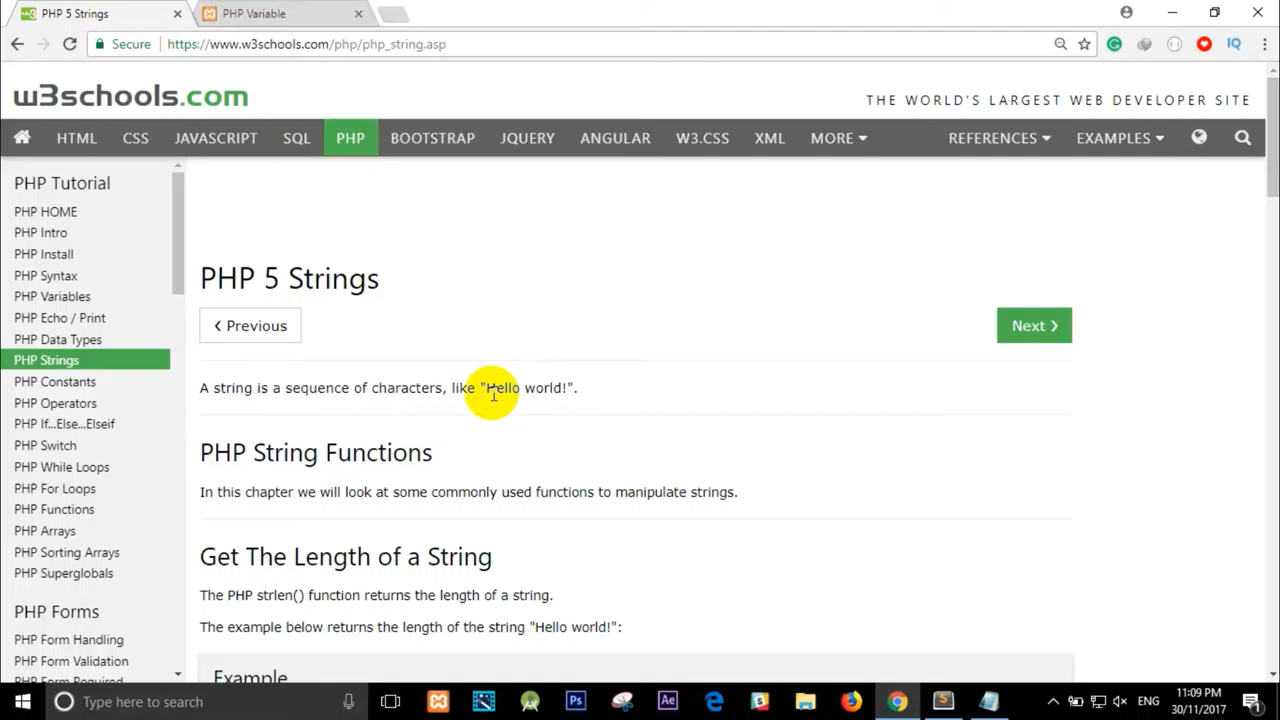 PHP 5 Strings
PHP Variable
Secure https://www.w3schools.com/php/php_string.asp
IQ
w3schools.com
THE WORLD'S LARGEST WEB DEVELOPER SITE
HTML CSS JAVASCRIPT SQL PHP BOOTSTRAP JQUERY ANGULAR W3.CSS XML MORE REFERENCES EXAMPLES
PHP Tutorial
PHP HOME
PHP Intro
PHP Install
PHP Syntax
PHP Variables
PHP Echo / Print
PHP Data Types
PHP Strings
PHP Constants
PHP Operators
PHP If...Else...Elseif
PHP Switch
PHP While Loops
PHP For Loops
PHP Functions
PHP Arrays
PHP Sorting Arrays
PHP Superglobals
PHP Forms
PHP Form Handling
PHP Form Validation
PHP Form Required
PHP 5 Strings
❮ Previous
Next ❯
A string is a sequence of characters, like "Hello world!".
PHP String Functions
In this chapter we will look at some commonly used functions to manipulate strings.
Get The Length of a String
The PHP strlen() function returns the length of a string.
The example below returns the length of the string "Hello world!":
Example
Type here to search
Ps
Ae
ENG
11:09 PM
30/11/2017